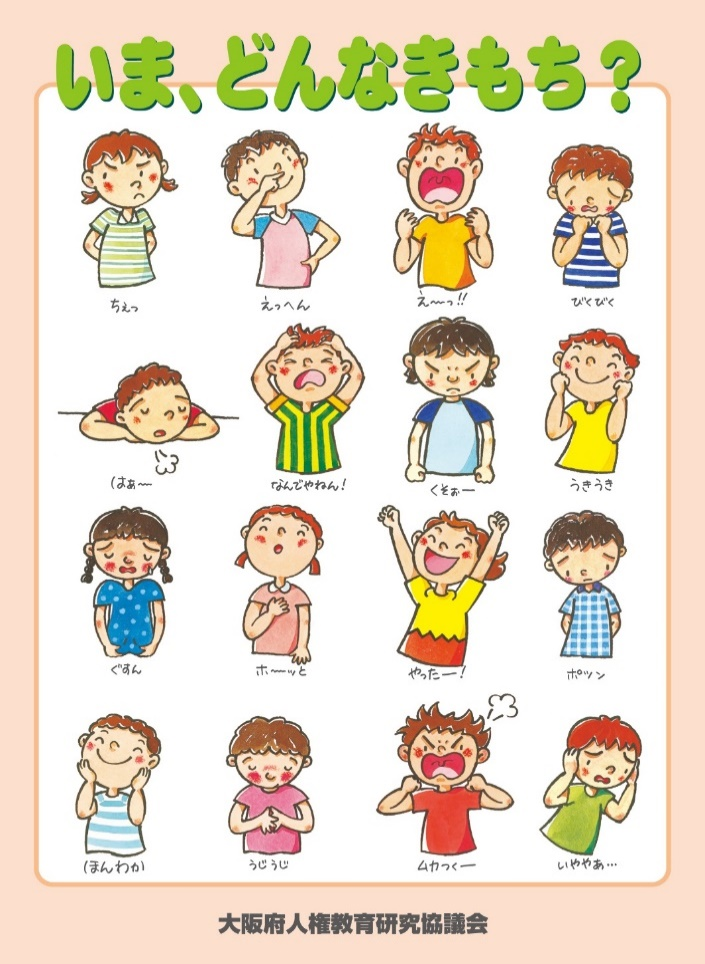 いま、どんなきもち？
ちぇっ
えっへん
え〜っ!!
びくびく
はぁ〜
なんでやねん！
くそぉー
うきうき
ぐすん
ホーッと
やったー！
ポツン
ほんわか
うじうじ
ムカつくー
いややぁ…
大阪府人権教育研究協議会